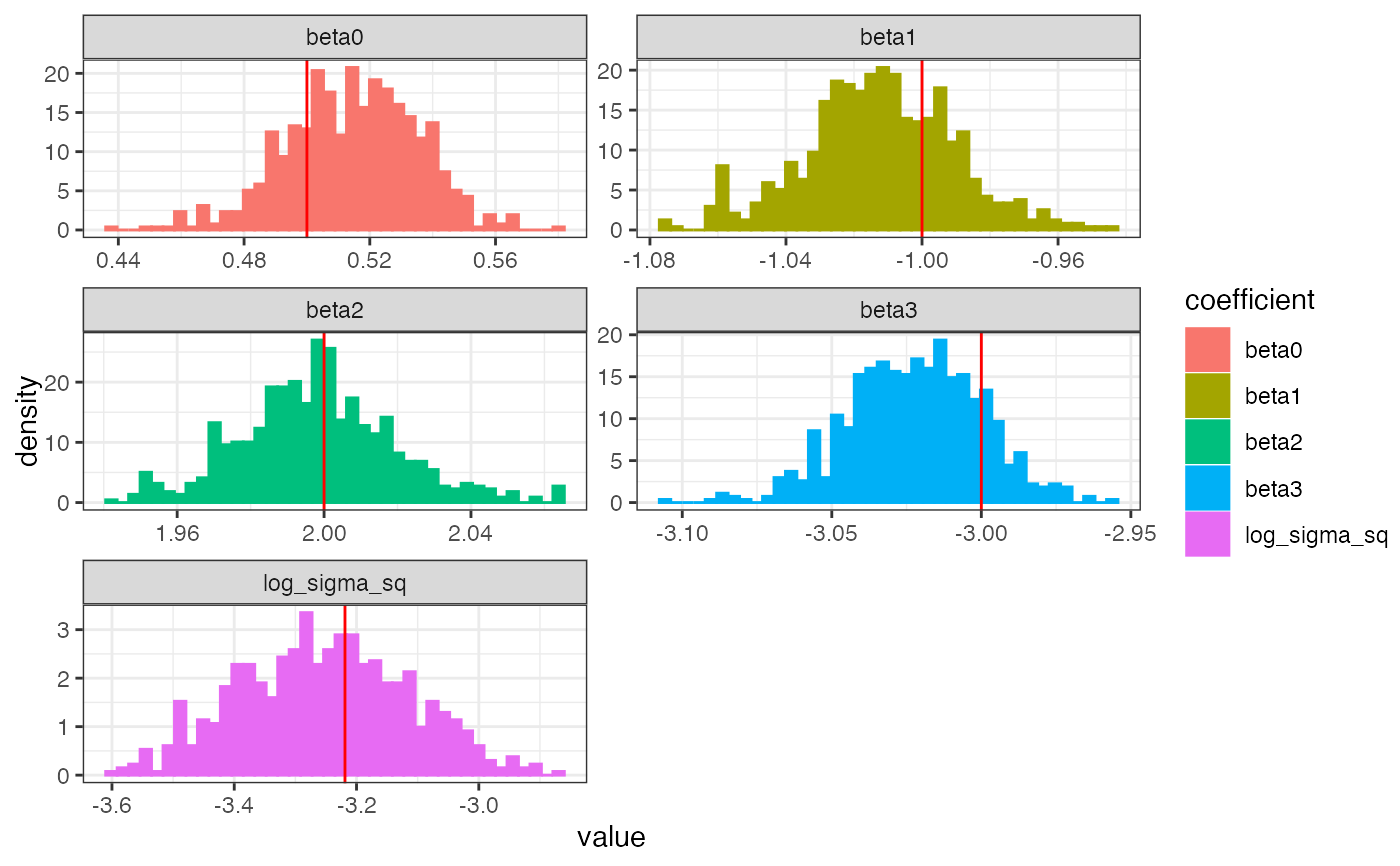 beta0
beta1
20
15
10
5
0
20
15
10
5
0
0.44 0.48 0.52 0.56
-1.08 -1.04 -1.00 -0.96
beta2
beta3
density
20
10
0
20
15
10
5
0
1.96 2.00 2.04
-3.10 -3.05 -3.00 -2.95
log_sigma_sq
3
2
1
0
-3.6 -3.4 -3.2 -3.0
value
coefficient
beta0
beta1
beta2
beta3
log_sigma_sq